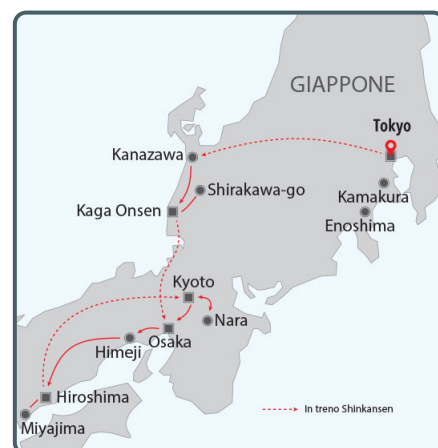 GIAPPONE
Tokyo
Kanazawa
Shirakawa-go
Kamakura
Kaga Onsen
Enoshima
Kyoto
Nara
Osaka
Himeji
Hiroshima
In treno Shinkansen
Miyajima